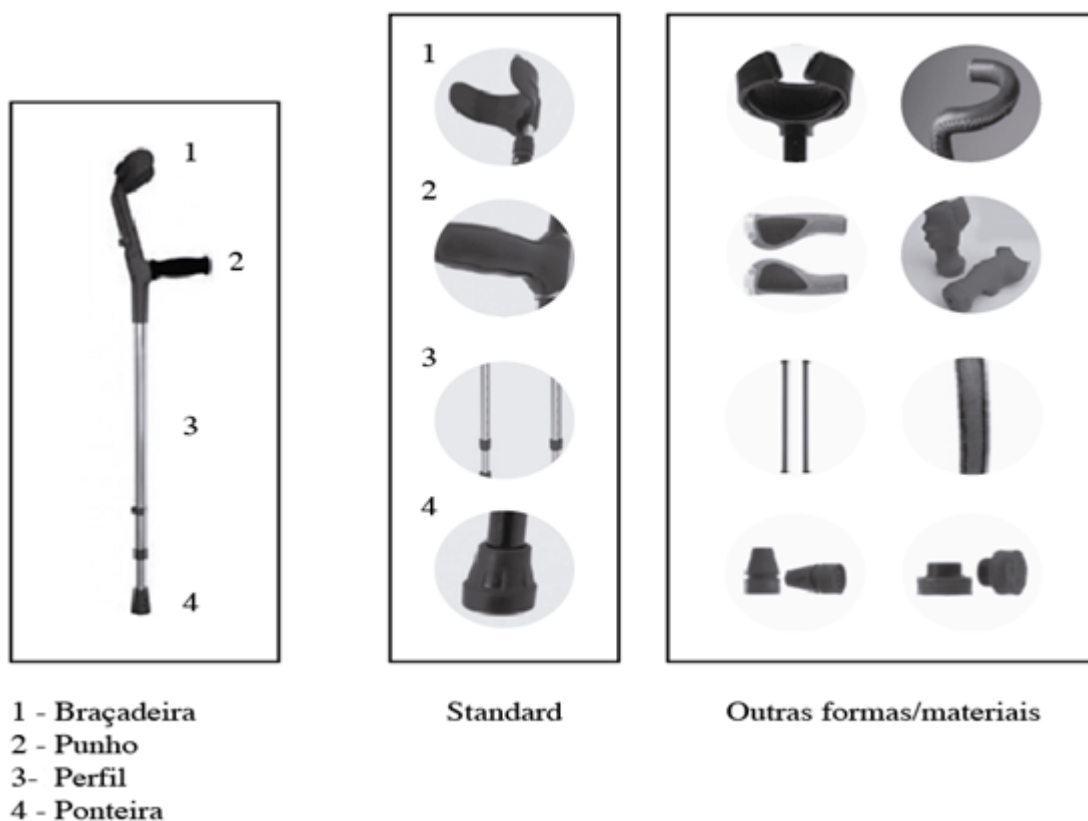 1
2
3
4
1
2
3
4
1 - Braçadeira
2 - Punho
3- Perfil
4 - Ponteira
Standard
Outras formas/materiais